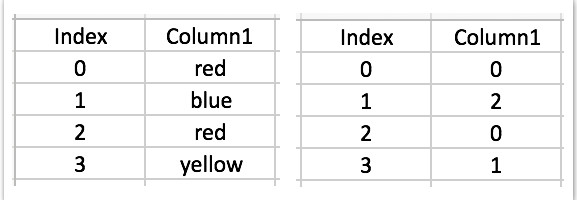 Index Column1 Index Column1
0 red 0 0
1 blue 1 2
2 red 2 0
3 yellow 3 1